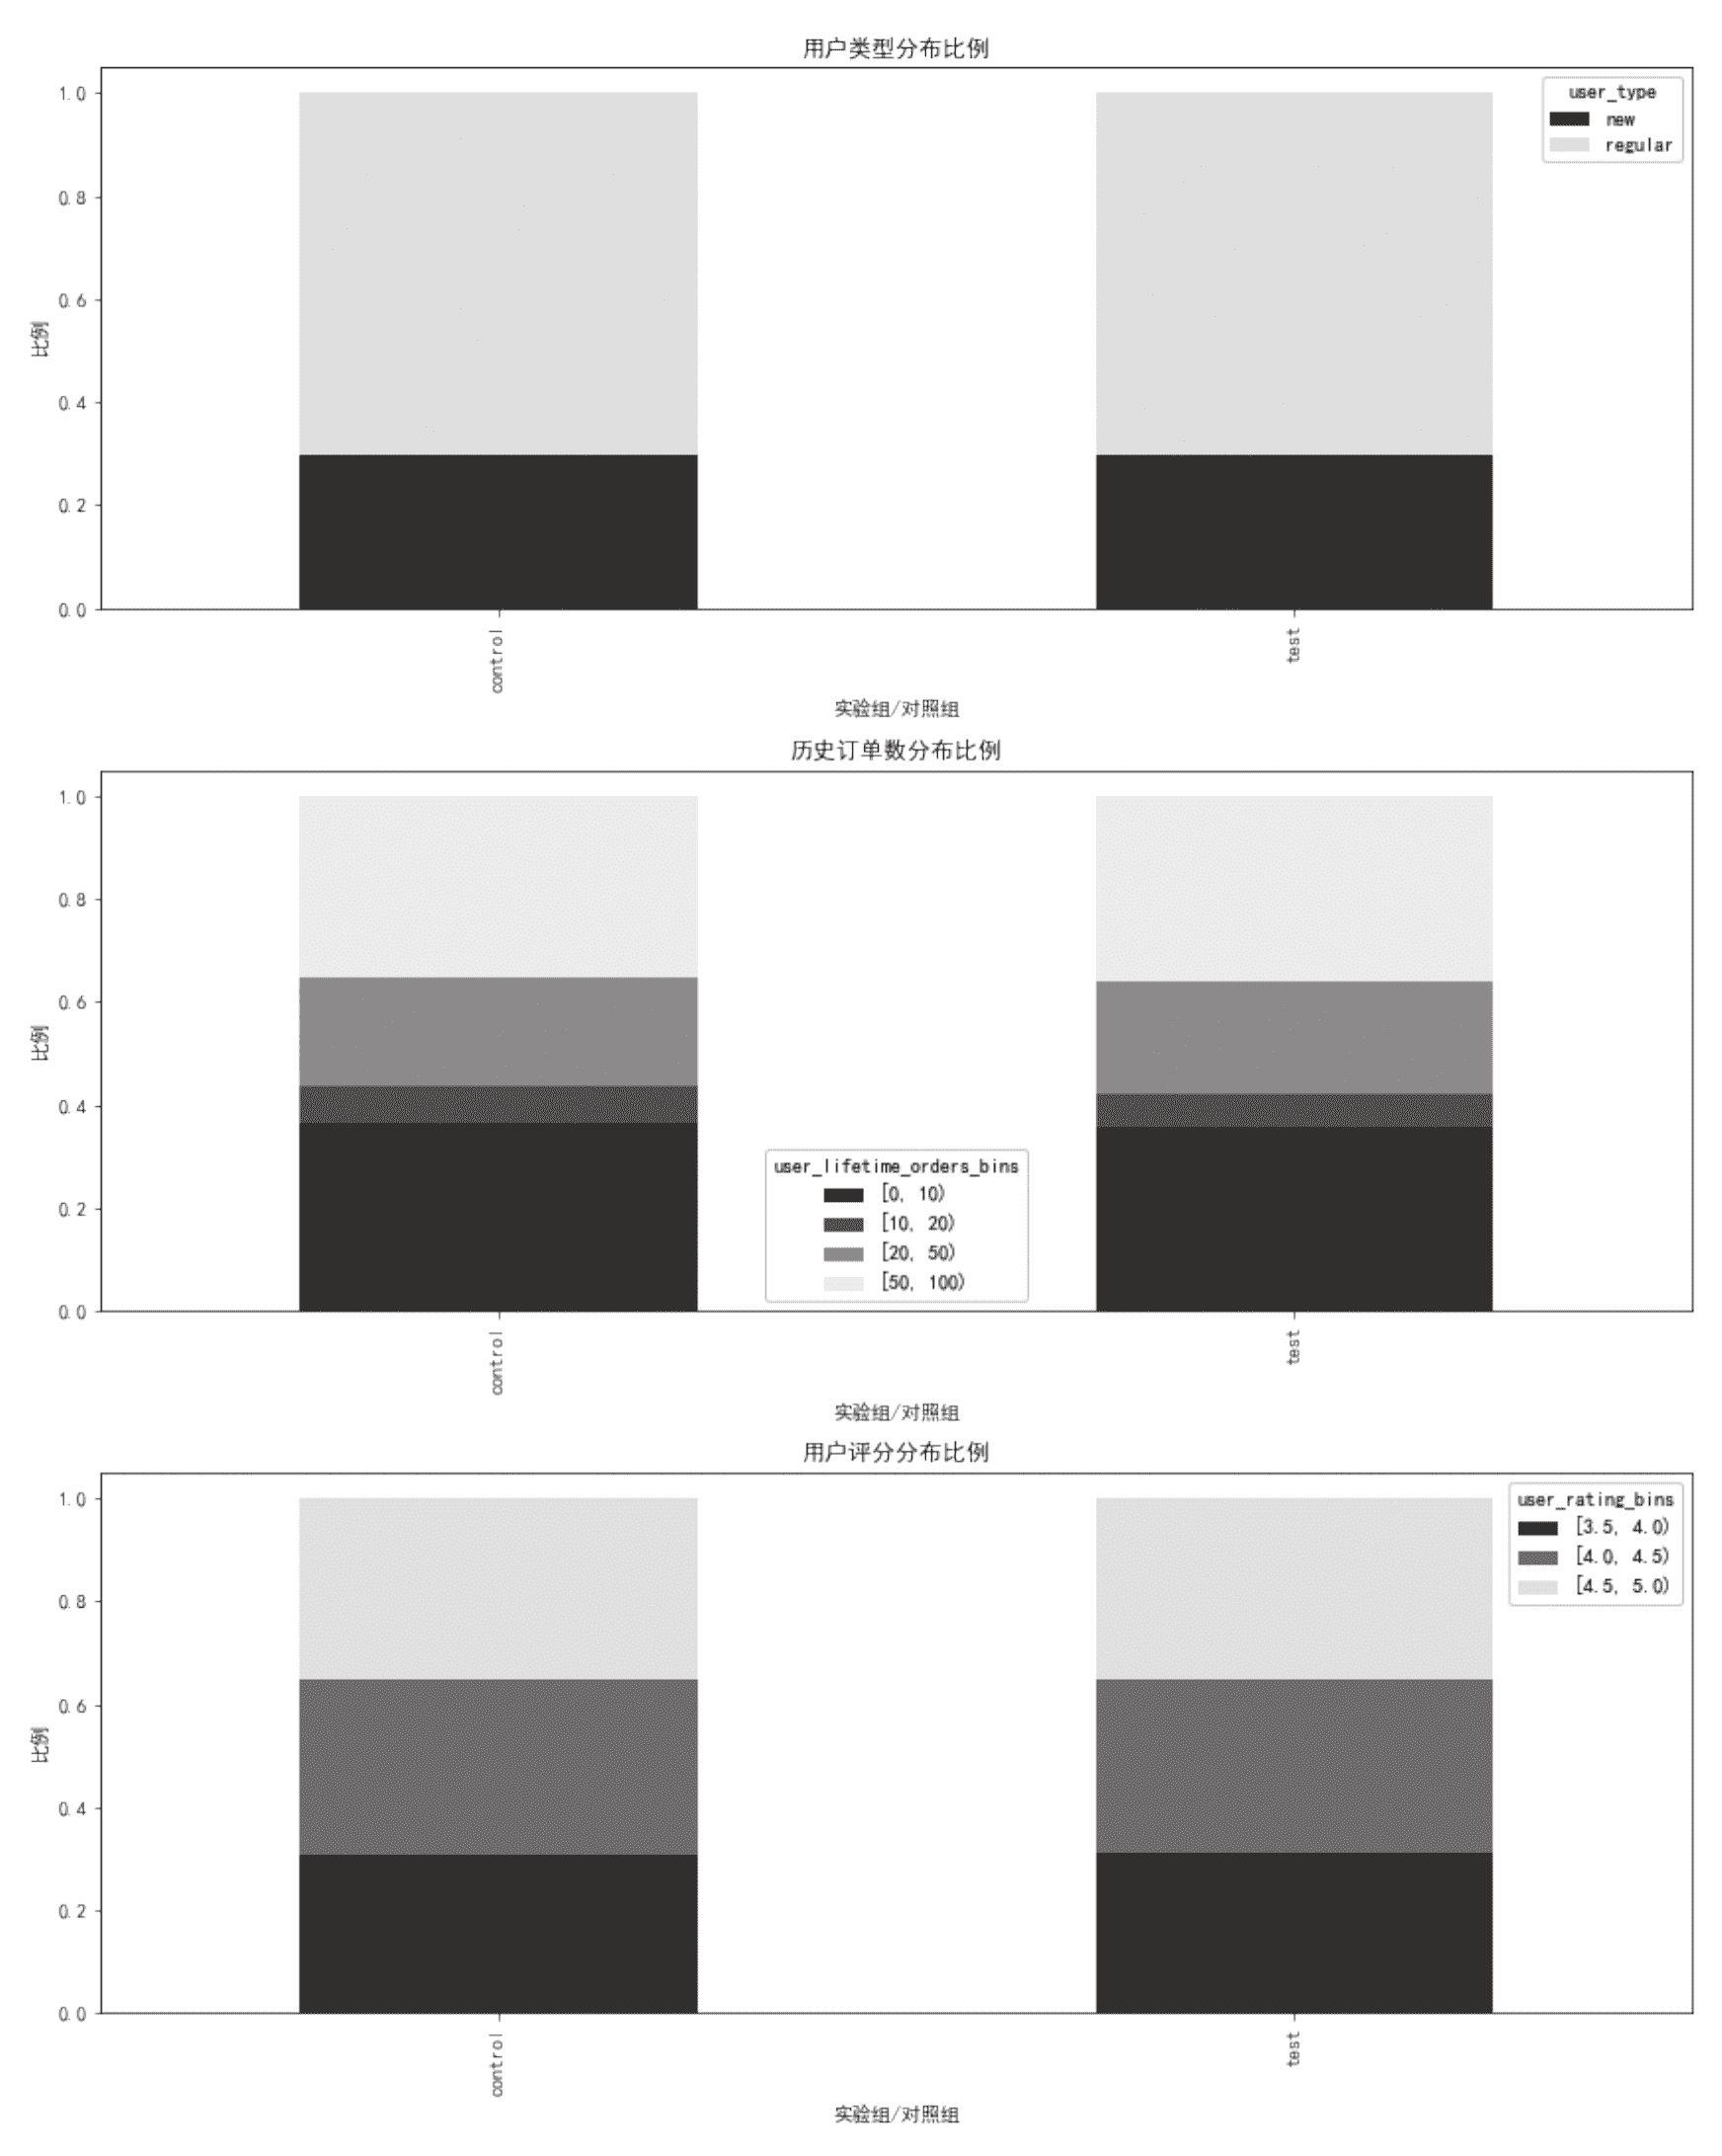 用户类型分布比例
1.0
0.8
0.6
0.4
0.2
0.0
比例
user_type
new
regular
control
test
实验组/对照组
历史订单数分布比例
1.0
0.8
0.6
0.4
0.2
0.0
比例
user_lifetime_orders_bins
[0, 10)
[10, 20)
[20, 50)
[50, 100)
control
test
实验组/对照组
用户评分分布比例
1.0
0.8
0.6
0.4
0.2
0.0
比例
user_rating_bins
[3.5, 4.0)
[4.0, 4.5)
[4.5, 5.0)
control
test
实验组/对照组